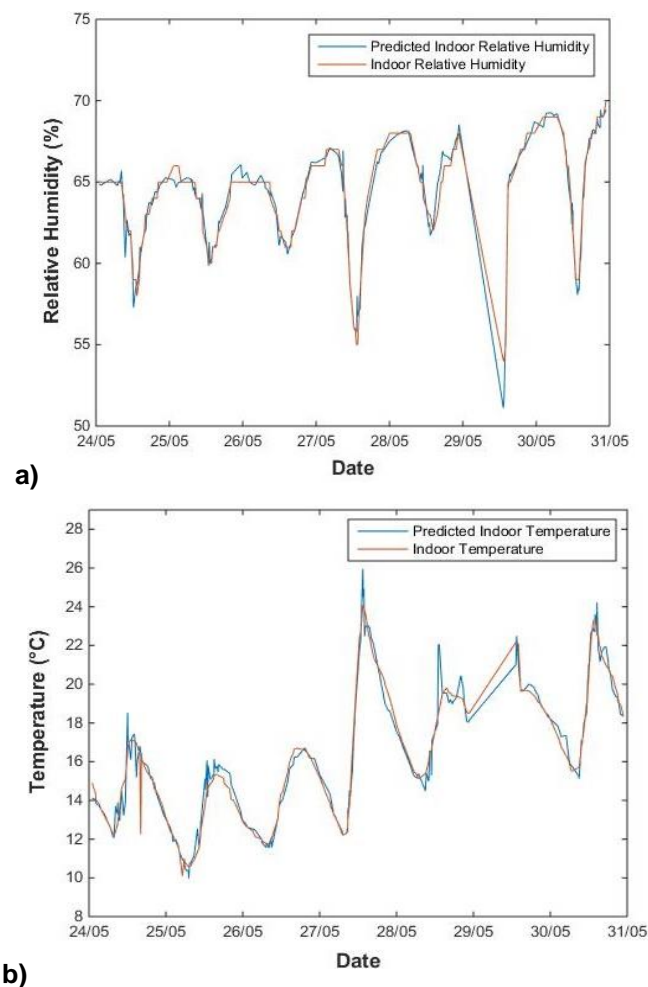 75
70
65
60
55
50
Relative Humidity (%)
Predicted Indoor Relative Humidity
Indoor Relative Humidity
24/05 25/05 26/05 27/05 28/05 29/05 30/05 31/05
Date
a)
28
26
24
22
20
18
16
14
12
10
8
Temperature (°C)
Predicted Indoor Temperature
Indoor Temperature
24/05 25/05 26/05 27/05 28/05 29/05 30/05 31/05
Date
b)